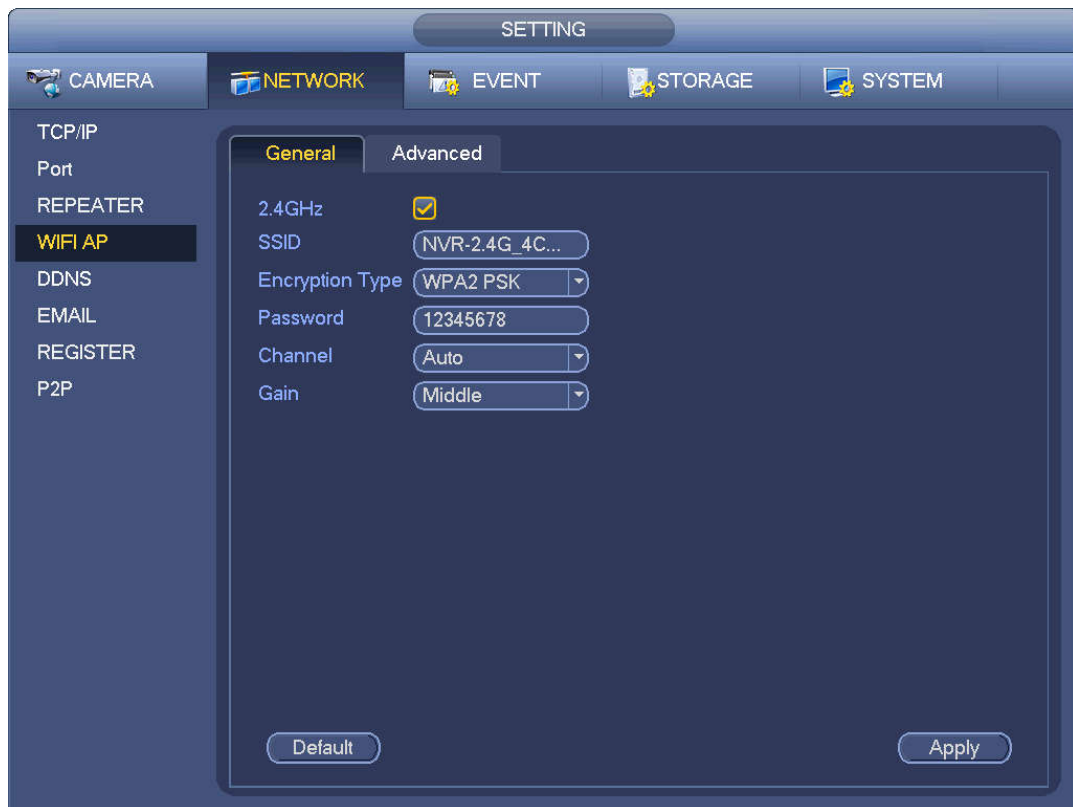 SETTING
CAMERA NETWORK EVENT STORAGE SYSTEM
TCP/IP
Port
REPEATER
WIFI AP
DDNS
EMAIL
REGISTER
P2P
General Advanced
2.4GHz
SSID NVR-2.4G_4C...
Encryption Type WPA2 PSK
Password 12345678
Channel Auto
Gain Middle
Default Apply